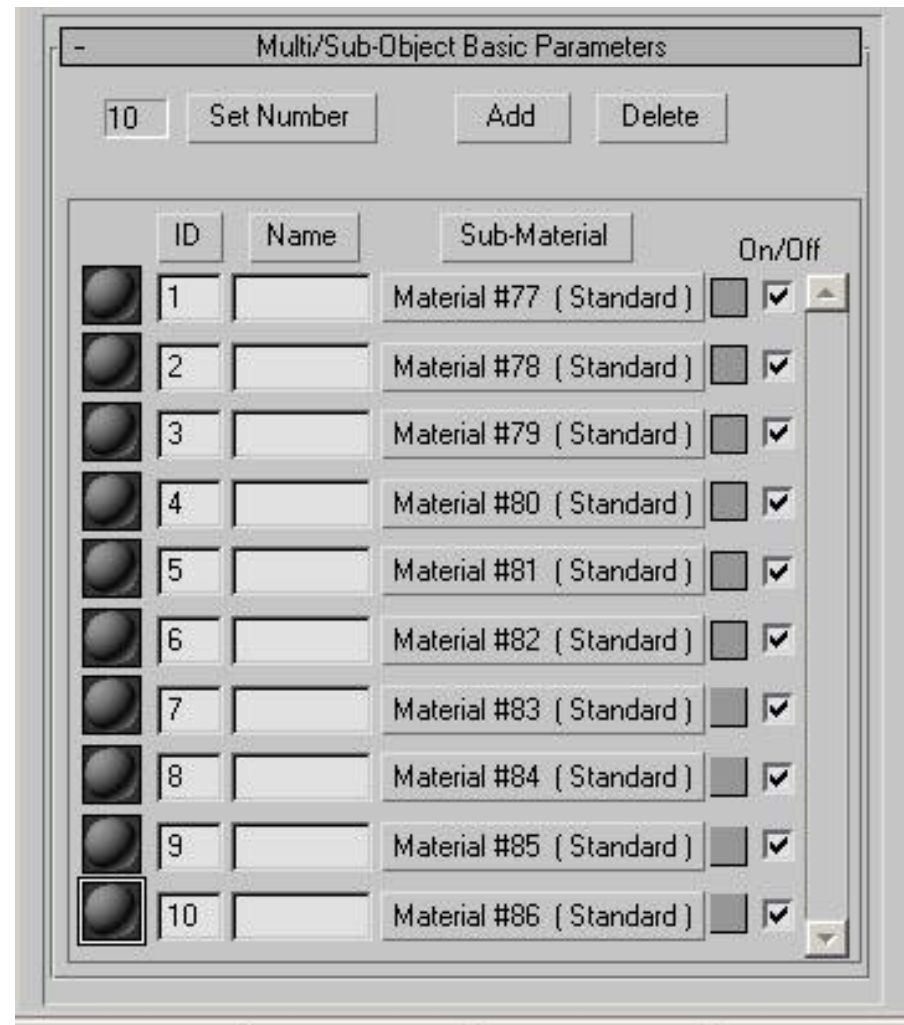 - Multi/Sub-Object Basic Parameters
10 Set Number Add Delete
ID Name Sub-Material On/Off
1 Material #77 ( Standard )
2 Material #78 ( Standard )
3 Material #79 ( Standard )
4 Material #80 ( Standard )
5 Material #81 ( Standard )
6 Material #82 ( Standard )
7 Material #83 ( Standard )
8 Material #84 ( Standard )
9 Material #85 ( Standard )
10 Material #86 ( Standard )